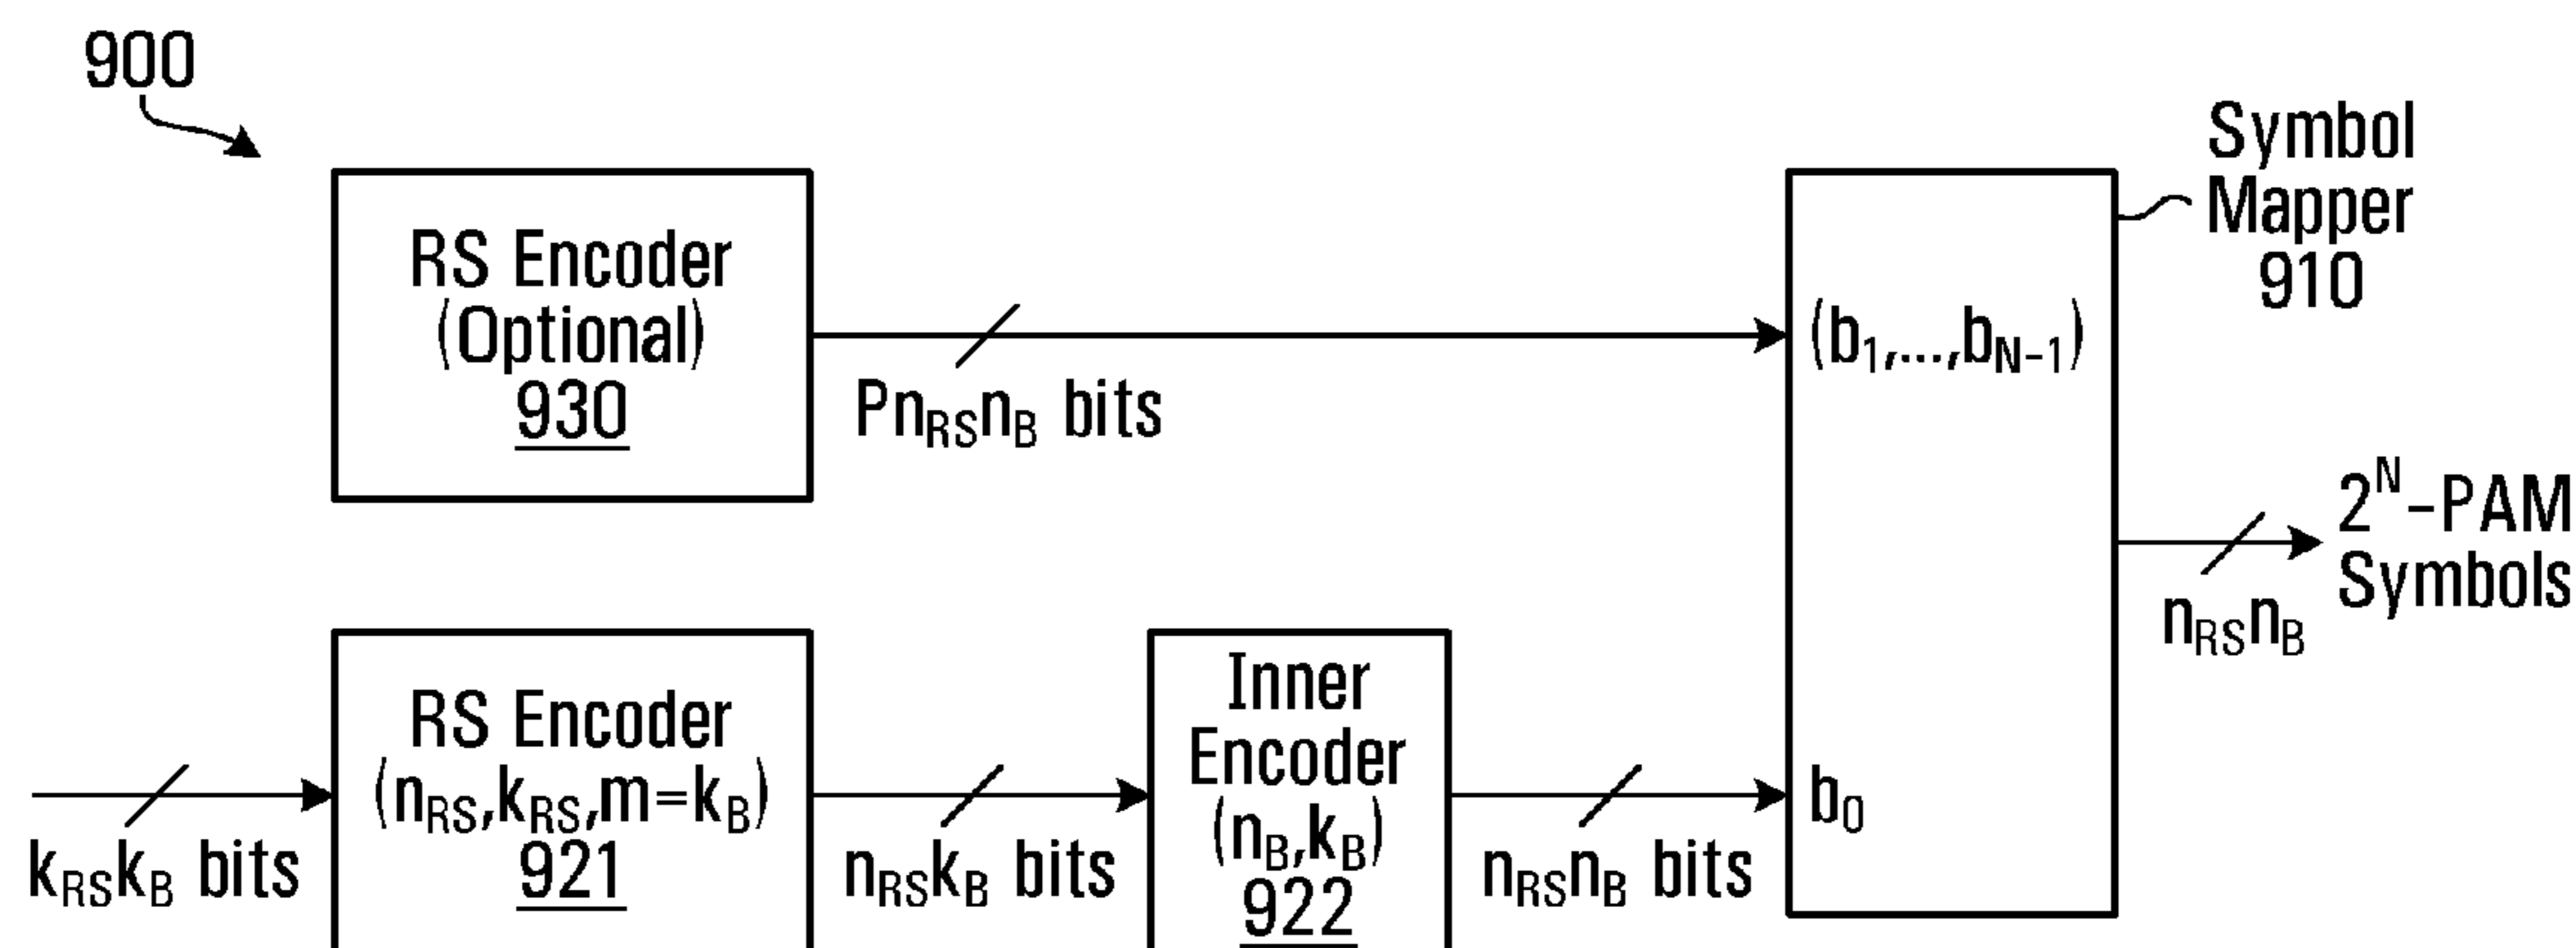 900
RS Encoder
(Optional)
930
Pn_RS n_B bits
(b_1,...,b_N-1)
Symbol
Mapper
910
2^N-PAM
Symbols
n_RS n_B
k_RS k_B bits
RS Encoder
(n_RS,k_RS,m=k_B)
921
n_RS k_B bits
Inner
Encoder
(n_B,k_B)
922
n_RS n_B bits
b_0